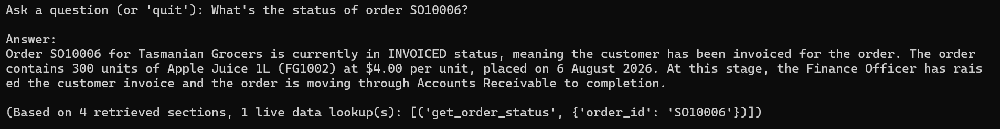 Ask a question (or 'quit'): What's the status of order SO10006?
Answer:
Order SO10006 for Tasmanian Grocers is currently in INVOICED status, meaning the customer has been invoiced for the order. The order
contains 300 units of Apple Juice 1L (FG1002) at $4.00 per unit, placed on 6 August 2026. At this stage, the Finance Officer has rais
ed the customer invoice and the order is moving through Accounts Receivable to completion.
(Based on 4 retrieved sections, 1 live data lookup(s): [('get_order_status', {'order_id': 'SO10006'})])